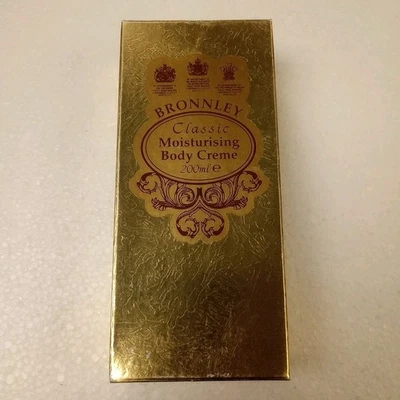 BRONNLEY
Classic
Moisturising
Body Creme
200ml ℮